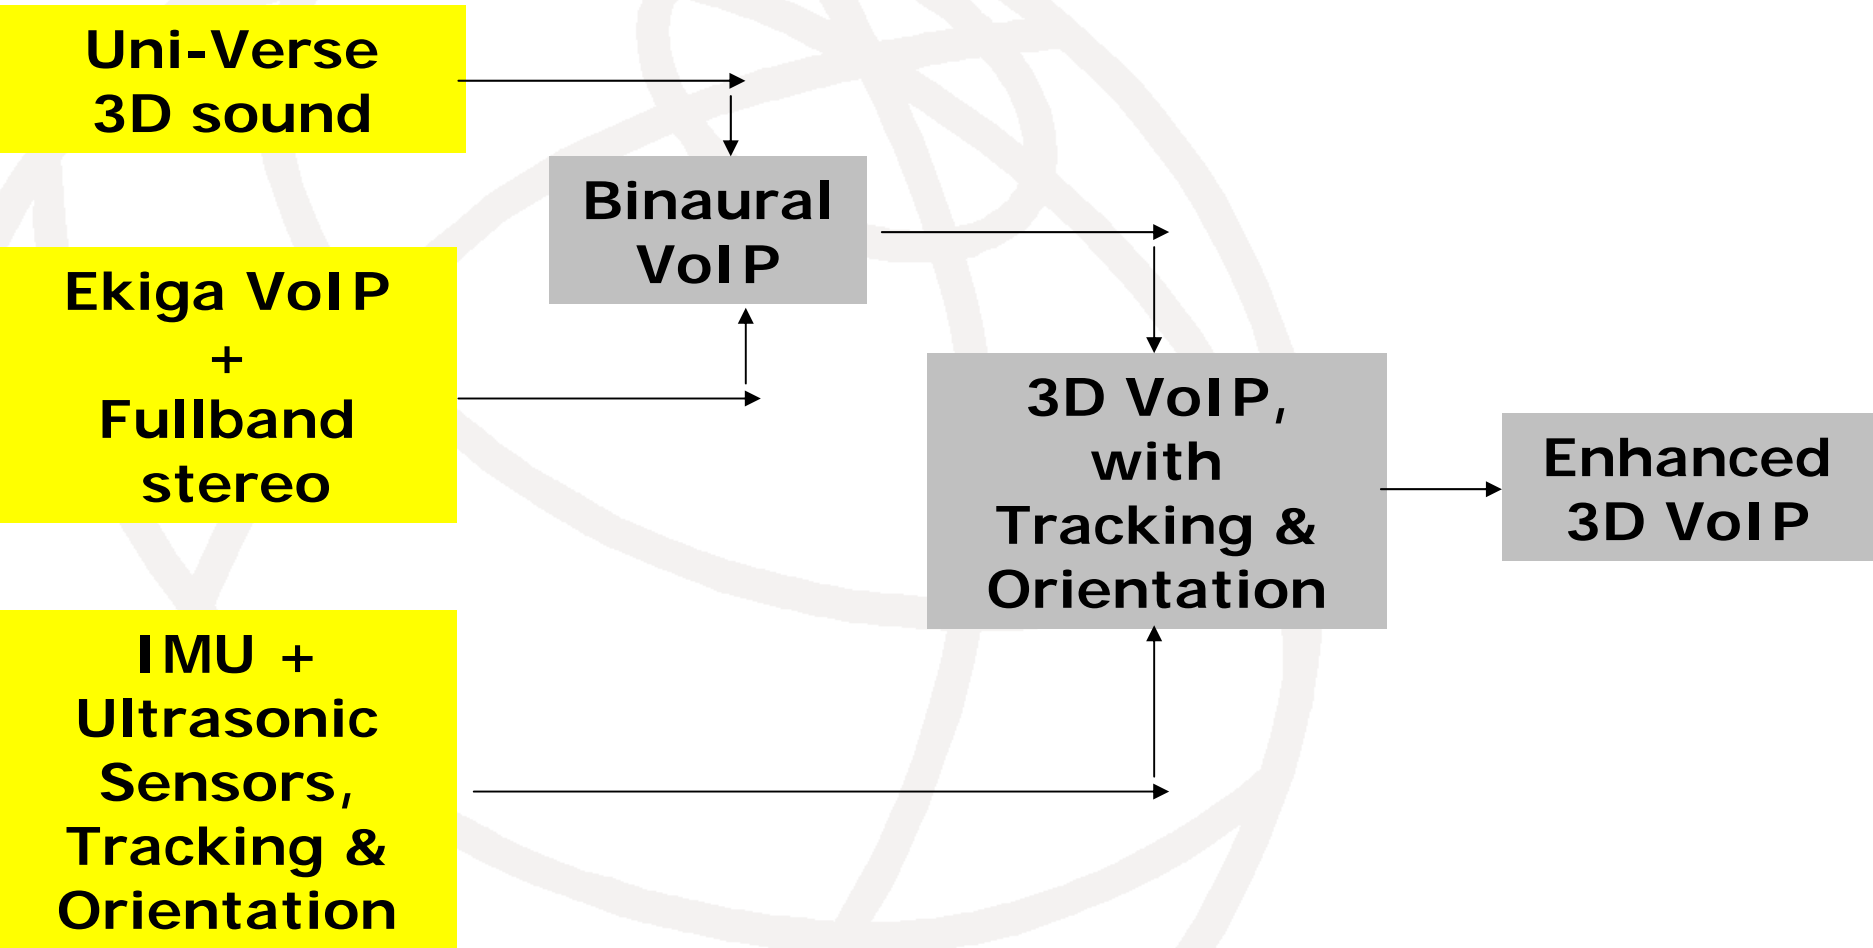 Uni-Verse
3D sound
Binaural
VoIP
Ekiga VoIP
+
Fullband
stereo
3D VoIP,
with
Tracking &
Orientation
Enhanced
3D VoIP
IMU +
Ultrasonic
Sensors,
Tracking &
Orientation